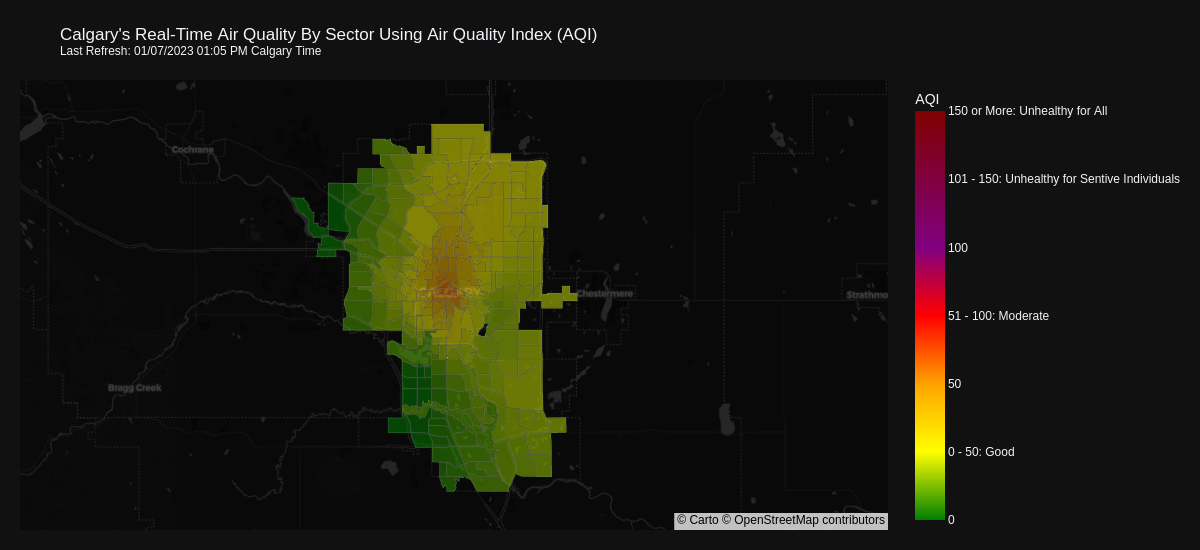 Calgary's Real-Time Air Quality By Sector Using Air Quality Index (AQI)
Last Refresh: 01/07/2023 01:05 PM Calgary Time
AQI
150 or More: Unhealthy for All
Cochrane
101 - 150: Unhealthy for Sentive Individuals
100
Chestermere
Strathmo
51 - 100: Moderate
50
Bragg Creek
0 - 50: Good
0
© Carto © OpenStreetMap contributors